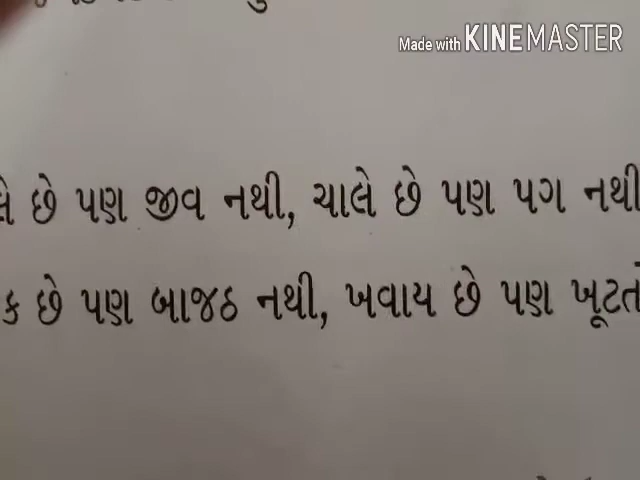 Made with KINEMASTER
છે પણ જીવ નથી, ચાલે છે પણ પગ નથી
છે પણ બાજઠ નથી, ખવાય છે પણ ખૂટતો